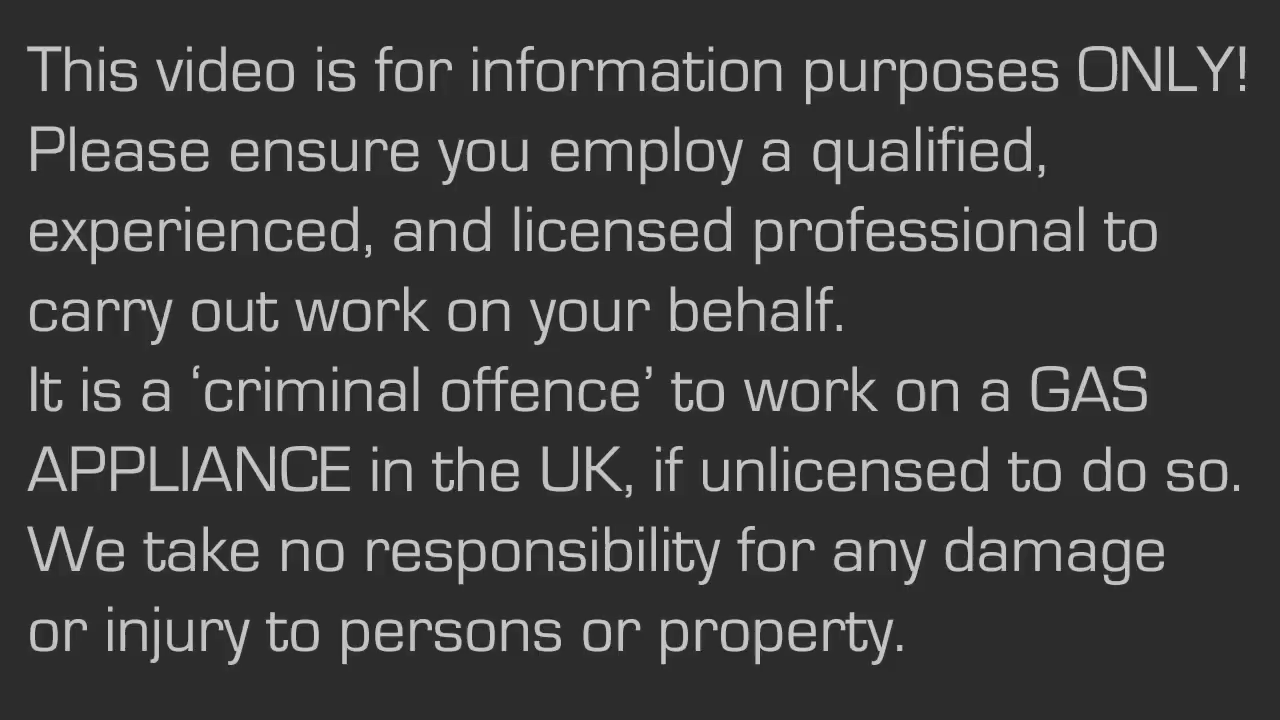 This video is for information purposes ONLY!
Please ensure you employ a qualified,
experienced, and licensed professional to
carry out work on your behalf.
It is a ‘criminal offence’ to work on a GAS
APPLIANCE in the UK, if unlicensed to do so.
We take no responsibility for any damage
or injury to persons or property.